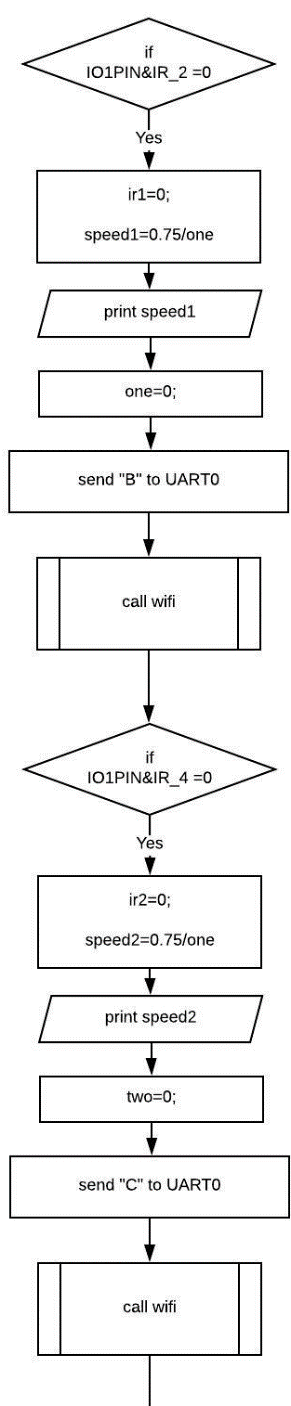 if
IO1PIN&IR_2 =0
Yes
ir1=0;
speed1=0.75/one
print speed1
one=0;
send "B" to UART0
call wifi
if
IO1PIN&IR_4 =0
Yes
ir2=0;
speed2=0.75/one
print speed2
two=0;
send "C" to UART0
call wifi